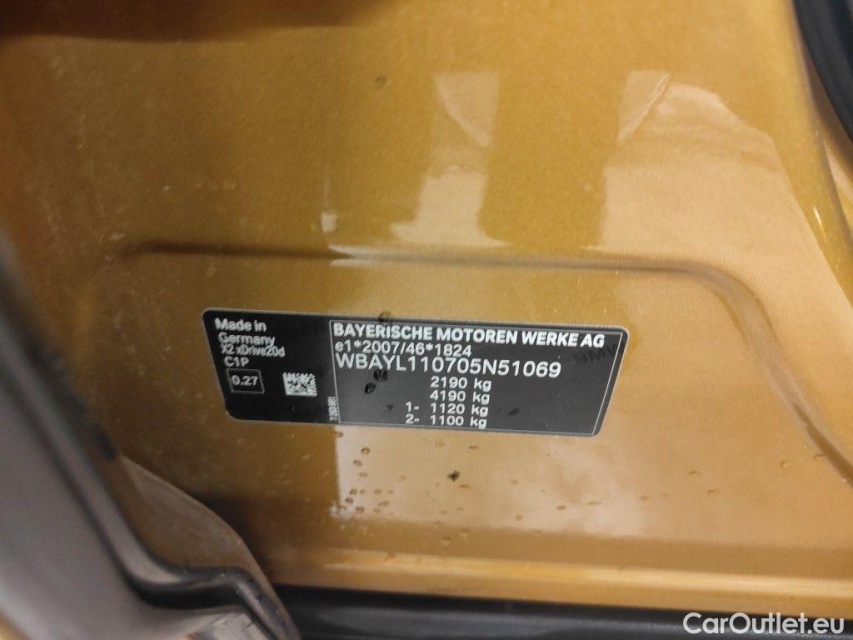 Made in
Germany
X2 xDrive20d
C1P
0.27
BAYERISCHE MOTOREN WERKE AG
e1*2007/46*1824
WBAYL110705N51069
2190 kg
4190 kg
1- 1120 kg
2- 1100 kg
BMW
CarOutlet.eu